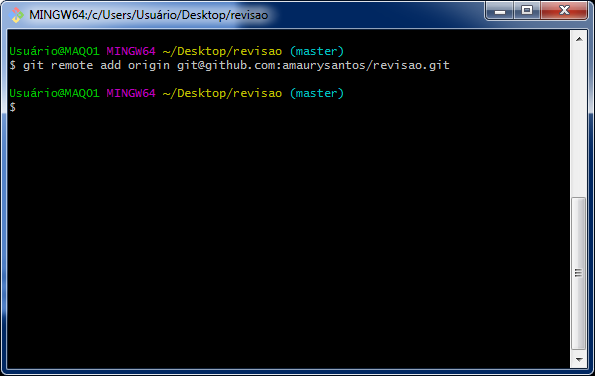 MINGW64:/c/Users/Usuário/Desktop/revisao
Usuário@MAQ01 MINGW64 ~/Desktop/revisao (master)
$ git remote add origin git@github.com:amaurysantos/revisao.git
Usuário@MAQ01 MINGW64 ~/Desktop/revisao (master)
$